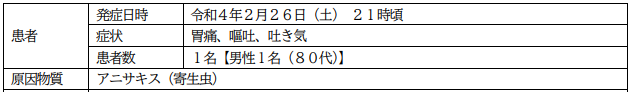 患者 発症日時 令和４年２月２６日（土） ２１時頃
症状 胃痛、嘔吐、吐き気
患者数 １名【男性１名（８０代）】
原因物質 アニサキス（寄生虫）